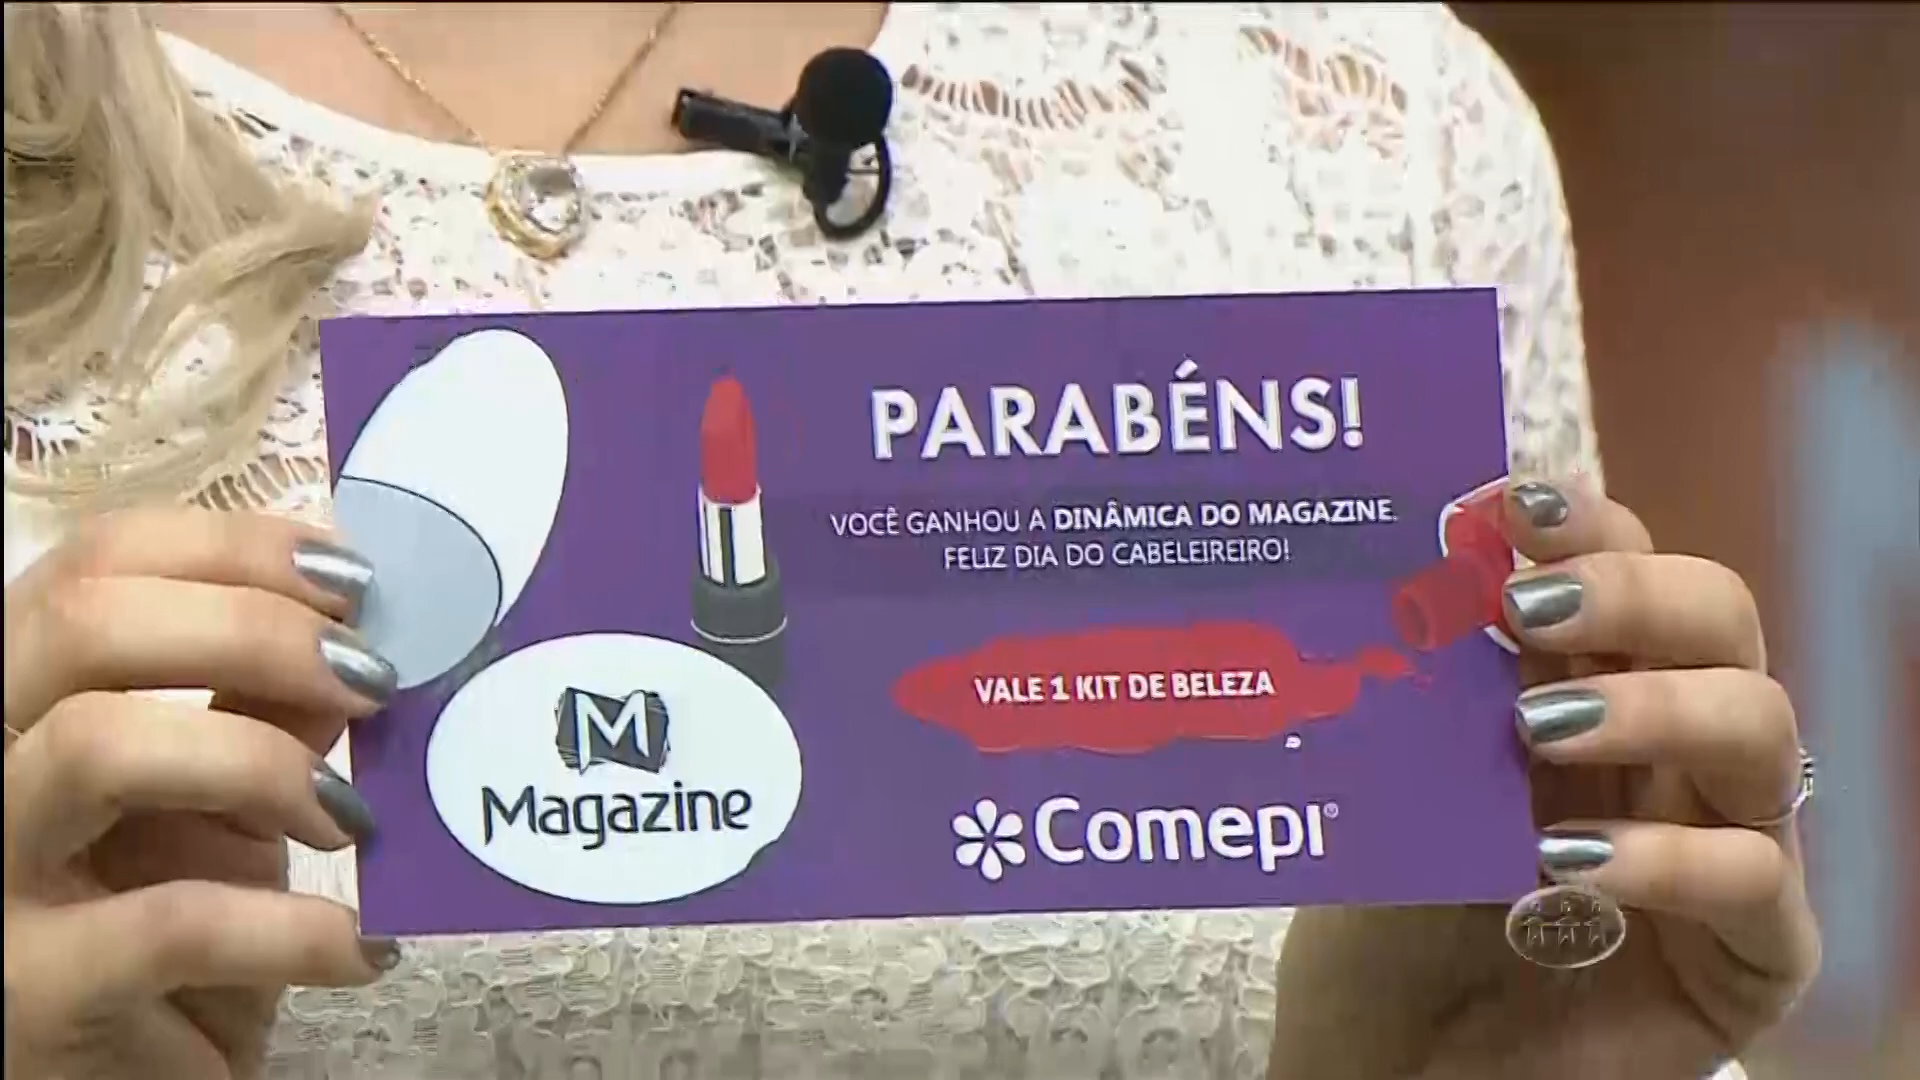 PARABÉNS!
VOCÊ GANHOU A DINÂMICA DO MAGAZINE.
FELIZ DIA DO CABELEIREIRO!
VALE 1 KIT DE BELEZA
M
Magazine
Comepi®